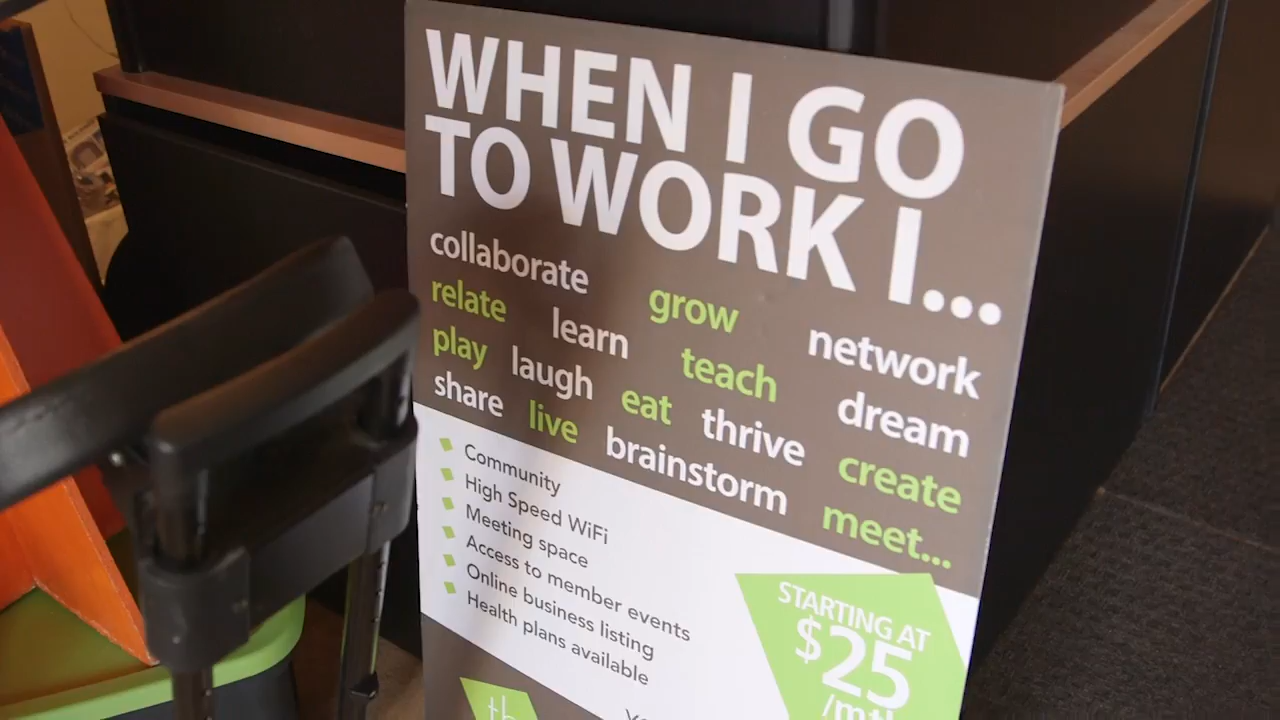 WHEN I GO
TO WORK I...
collaborate grow network
relate learn teach dream
play laugh eat thrive create
share live brainstorm meet...
Community
High Speed WiFi
Meeting space
Access to member events
Online business listing
Health plans available
STARTING AT
$25